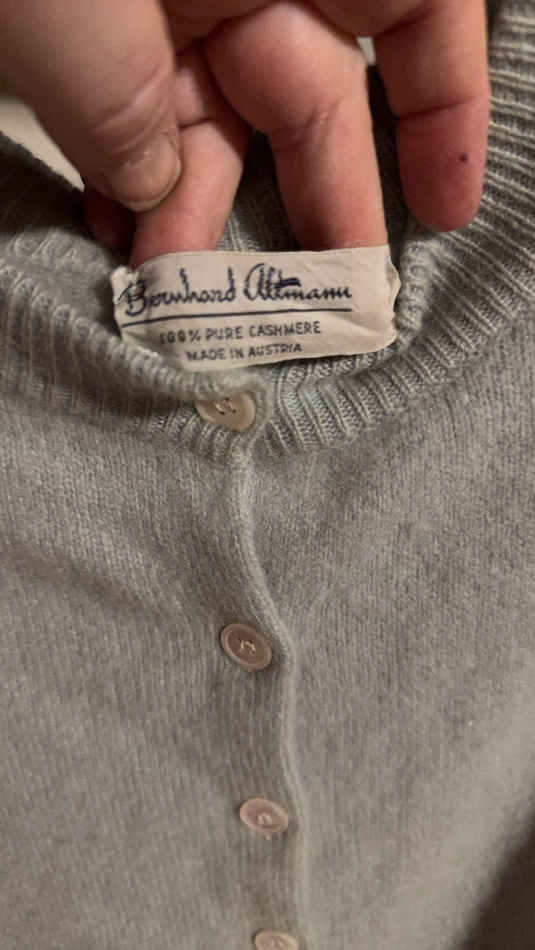 Bernhard Altmann
100% PURE CASHMERE
MADE IN AUSTRIA